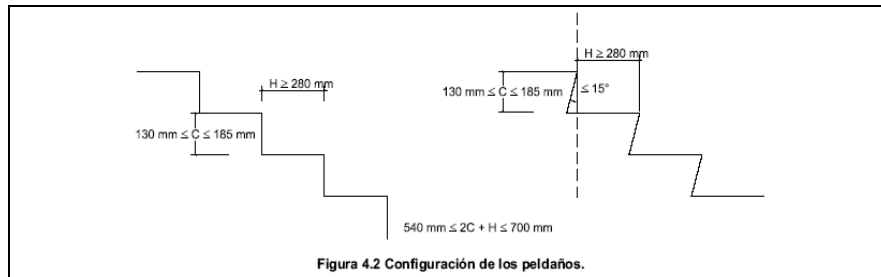 H ≥ 280 mm
130 mm ≤ C ≤ 185 mm
H ≥ 280 mm
130 mm ≤ C ≤ 185 mm
≤ 15°
540 mm ≤ 2C + H ≤ 700 mm
Figura 4.2 Configuración de los peldaños.